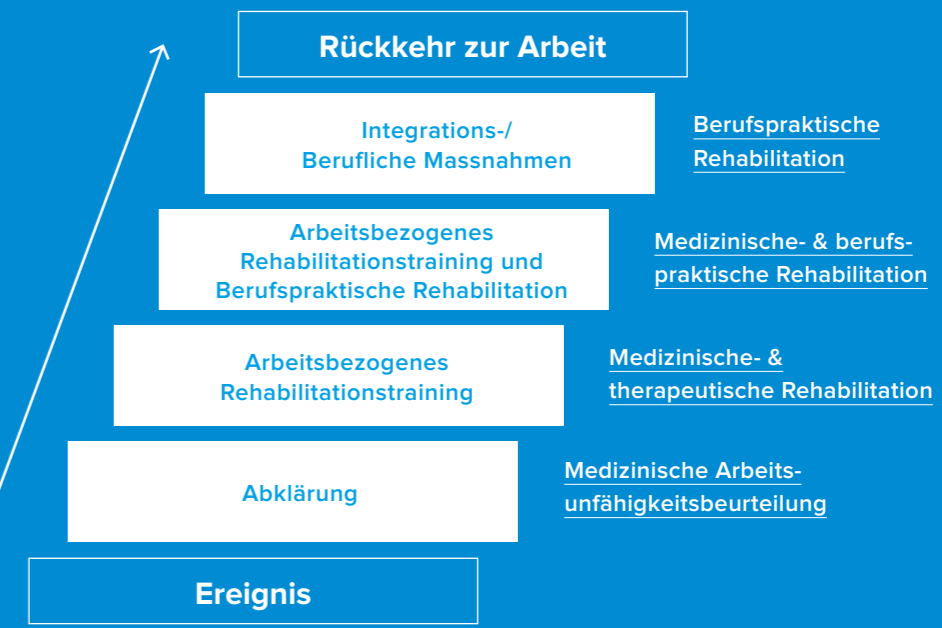 Rückkehr zur Arbeit
Integrations-/
Berufliche Massnahmen
Berufspraktische
Rehabilitation
Arbeitsbezogenes
Rehabilitationstraining und
Berufspraktische Rehabilitation
Medizinische- & berufs-
praktische Rehabilitation
Arbeitsbezogenes
Rehabilitationstraining
Medizinische- &
therapeutische Rehabilitation
Abklärung
Medizinische Arbeits-
unfähigkeitsbeurteilung
Ereignis